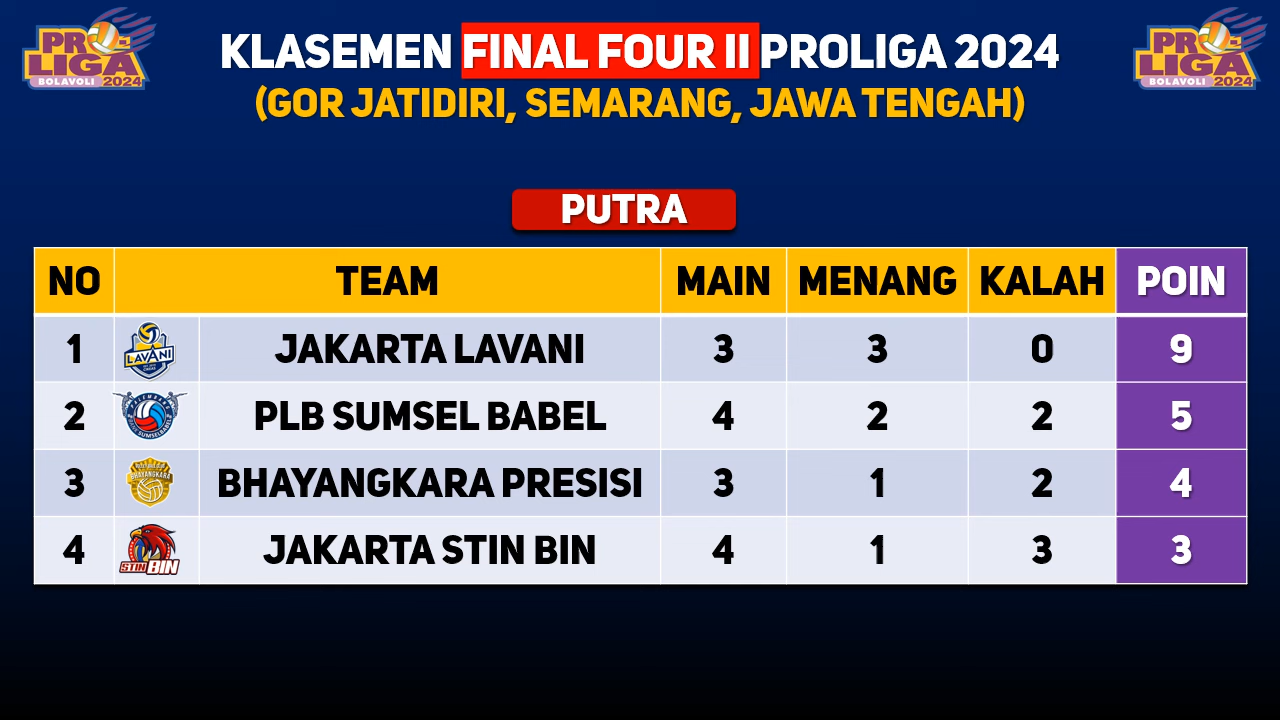 PRO-
LIGA
BOLAVOLI 2024
KLASEMEN FINAL FOUR II PROLIGA 2024
(GOR JATIDIRI, SEMARANG, JAWA TENGAH)
PRO-
LIGA
BOLAVOLI 2024
PUTRA
NO TEAM MAIN MENANG KALAH POIN
1 LAVANI JAKARTA LAVANI 3 3 0 9
2 PLB SUMSEL BABEL 4 2 2 5
3 BHAYANGKARA BHAYANGKARA PRESISI 3 1 2 4
4 STIN BIN JAKARTA STIN BIN 4 1 3 3